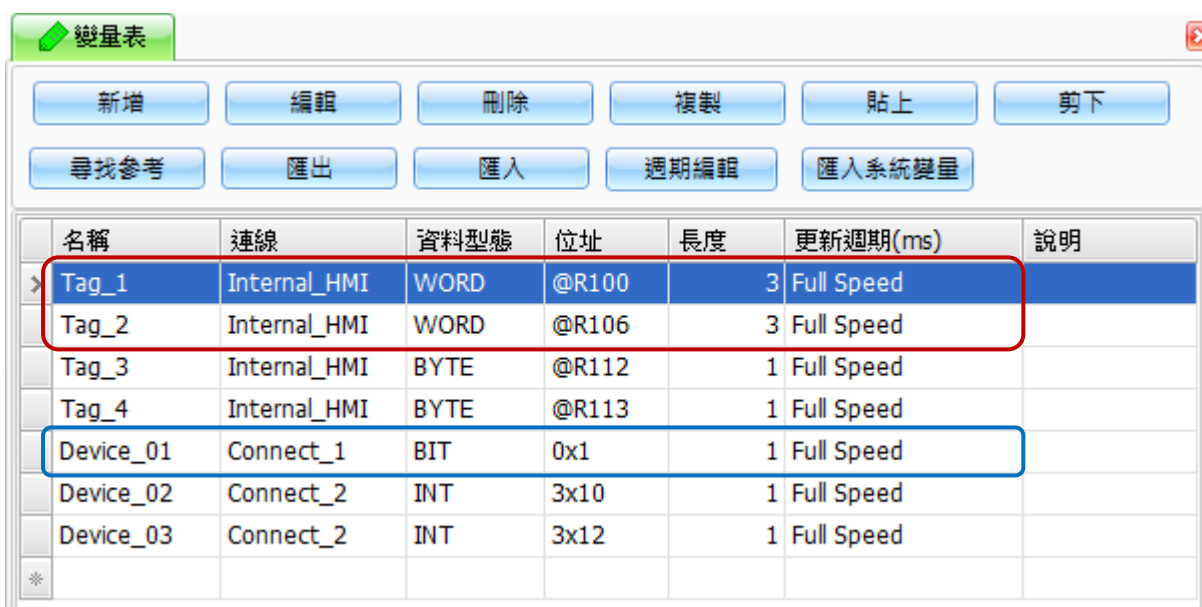 變量表
新增 編輯 刪除 複製 貼上 剪下
尋找參考 匯出 匯入 週期編輯 匯入系統變量
名稱 連線 資料型態 位址 長度 更新週期(ms) 說明
Tag_1 Internal_HMI WORD @R100 3 Full Speed
Tag_2 Internal_HMI WORD @R106 3 Full Speed
Tag_3 Internal_HMI BYTE @R112 1 Full Speed
Tag_4 Internal_HMI BYTE @R113 1 Full Speed
Device_01 Connect_1 BIT 0x1 1 Full Speed
Device_02 Connect_2 INT 3x10 1 Full Speed
Device_03 Connect_2 INT 3x12 1 Full Speed